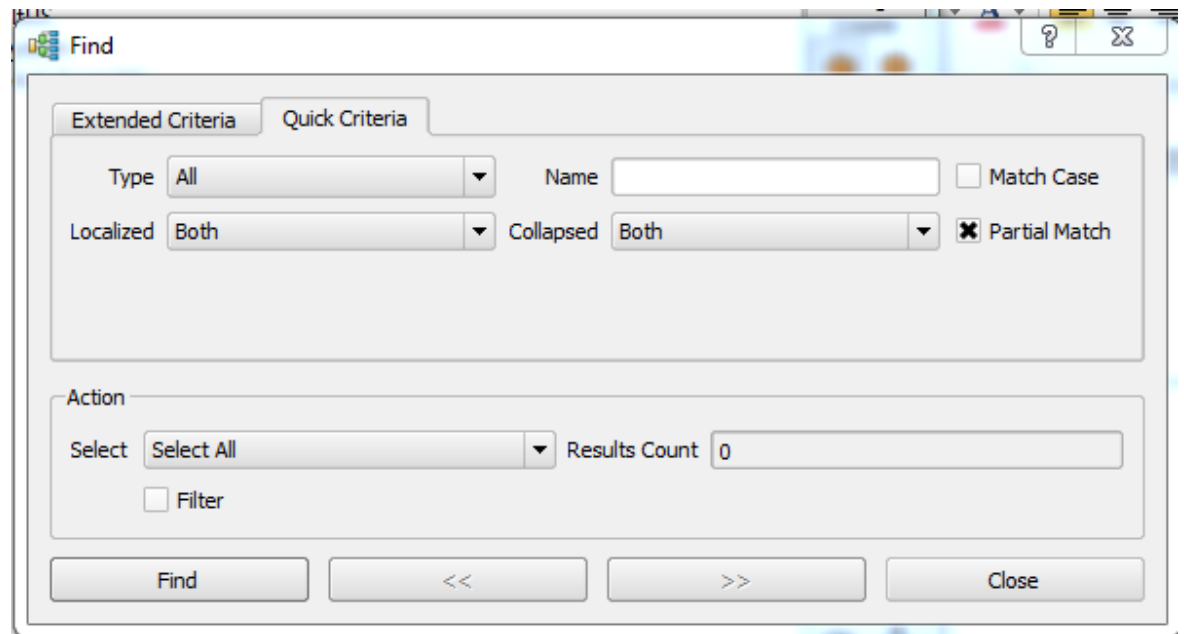 Find
Extended Criteria Quick Criteria
Type All Name Match Case
Localized Both Collapsed Both Partial Match
Action
Select Select All Results Count 0
Filter
Find << >> Close